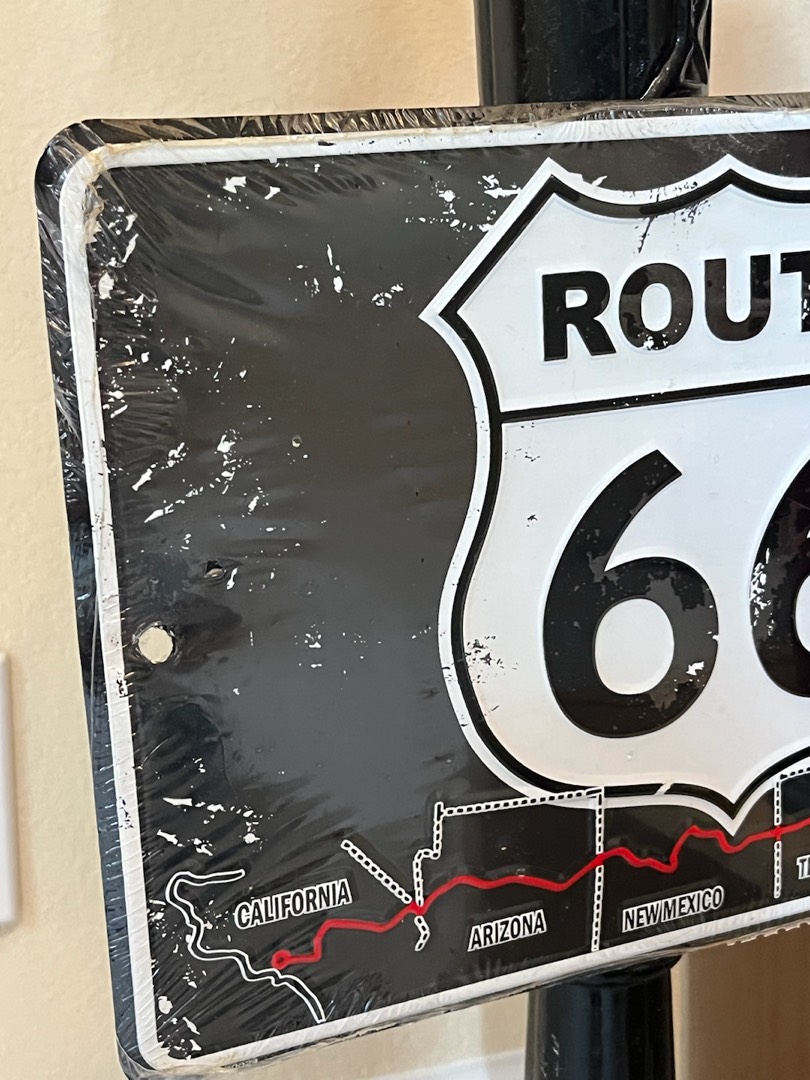 ROUT
66
CALIFORNIA
ARIZONA
NEW MEXICO
T